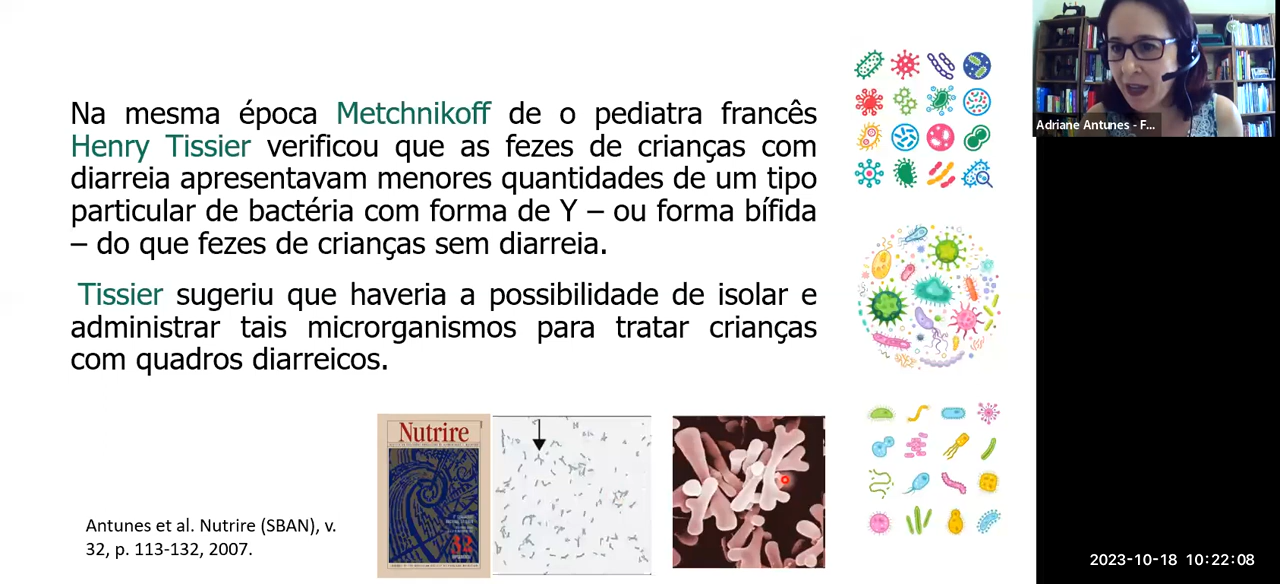 Na mesma época Metchnikoff de o pediatra francês
Henry Tissier verificou que as fezes de crianças com
diarreia apresentavam menores quantidades de um tipo
particular de bactéria com forma de Y – ou forma bífida
– do que fezes de crianças sem diarreia.
Tissier sugeriu que haveria a possibilidade de isolar e
administrar tais microrganismos para tratar crianças
com quadros diarreicos.
Nutrire
32
Antunes et al. Nutrire (SBAN), v.
32, p. 113-132, 2007.
Adriane Antunes - F...
2023-10-18 10:22:08